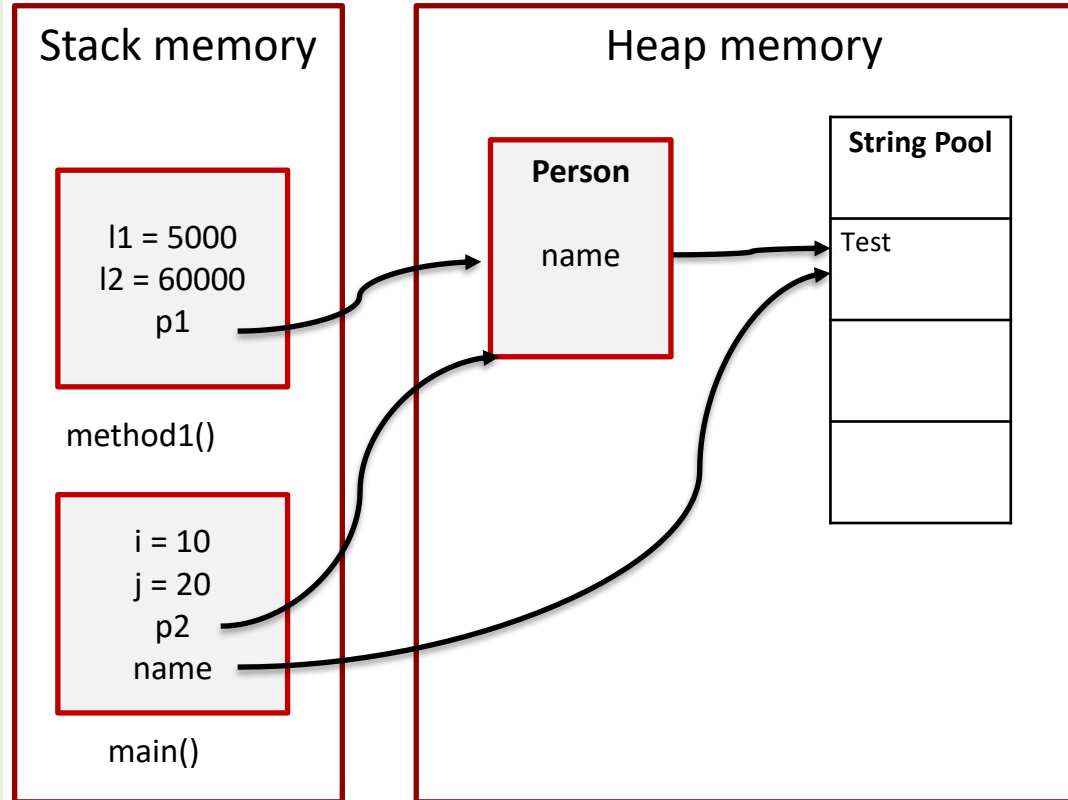 Stack memory
l1 = 5000
l2 = 60000
p1
method1()
i = 10
j = 20
p2
name
main()
Heap memory
Person
name
String Pool
Test